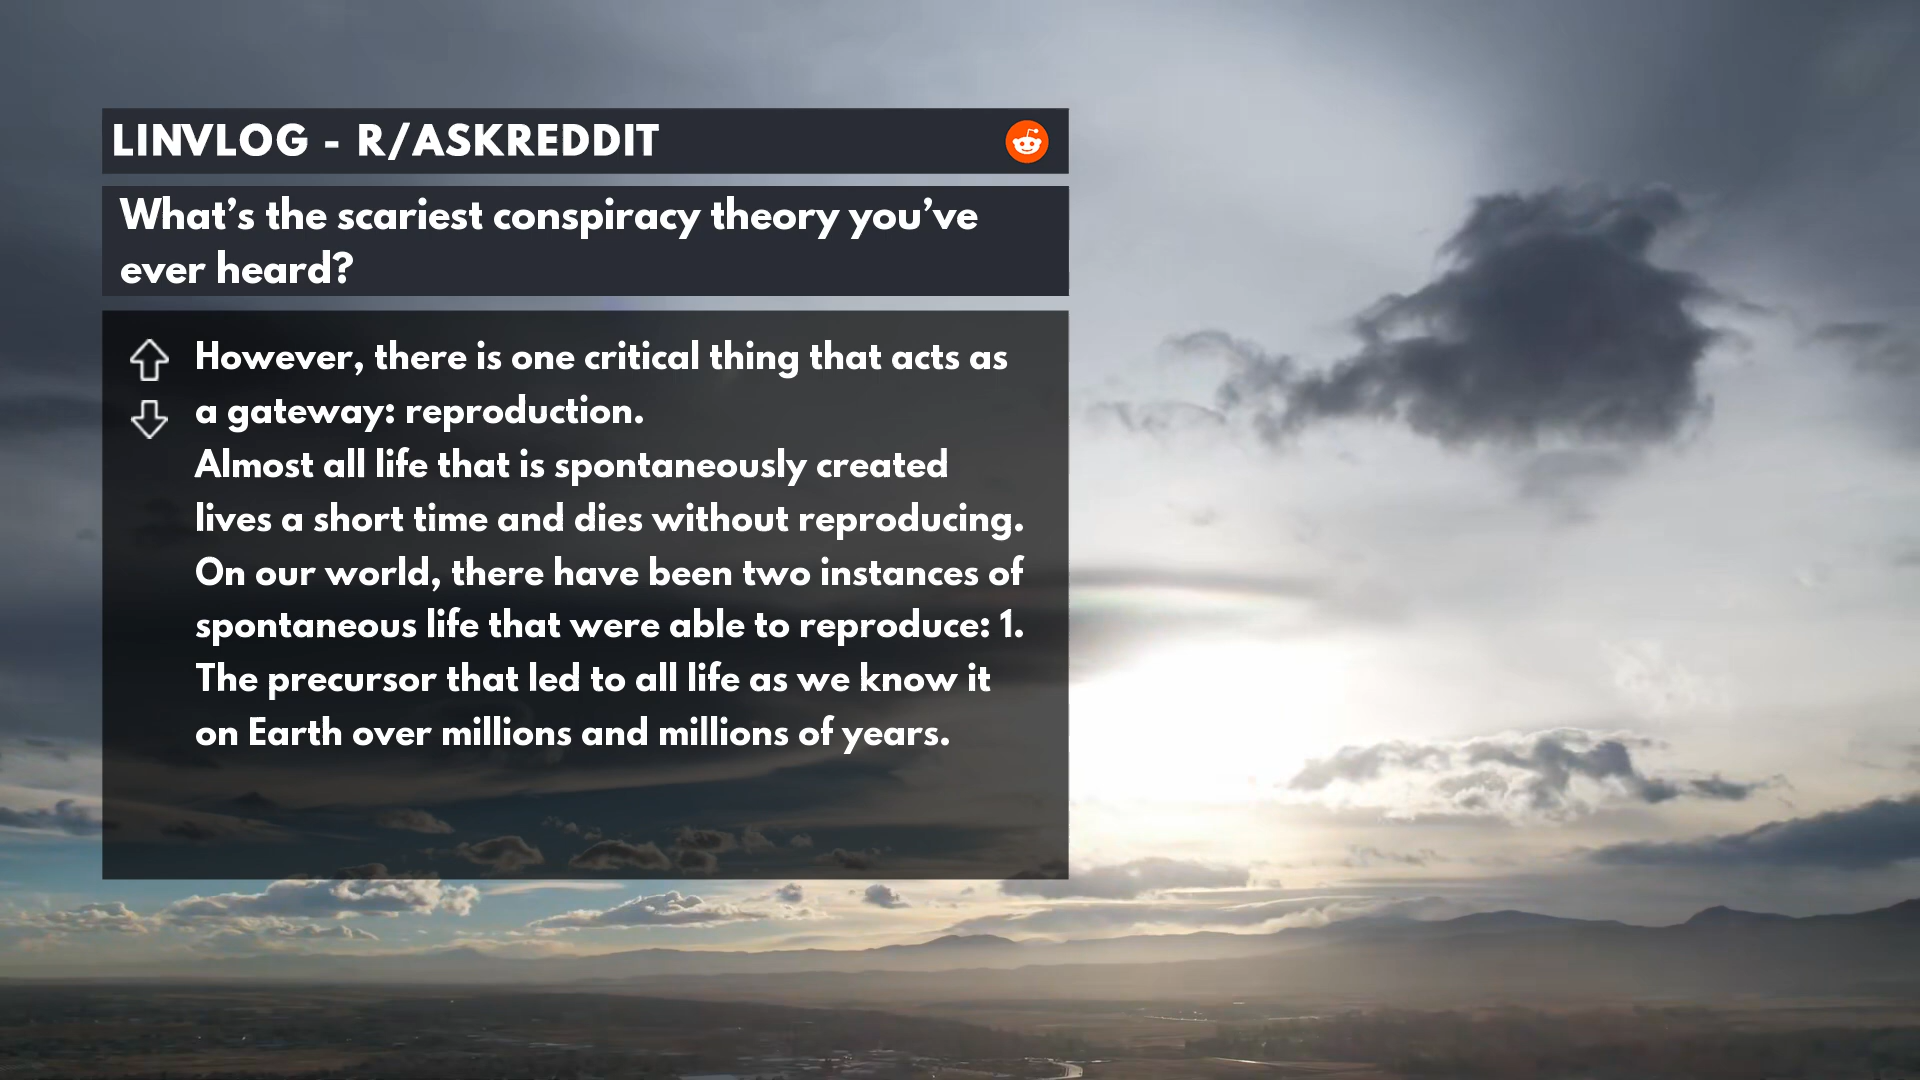 LINVLOG - R/ASKREDDIT
What's the scariest conspiracy theory you've
ever heard?
However, there is one critical thing that acts as
a gateway: reproduction.
Almost all life that is spontaneously created
lives a short time and dies without reproducing.
On our world, there have been two instances of
spontaneous life that were able to reproduce: 1.
The precursor that led to all life as we know it
on Earth over millions and millions of years.